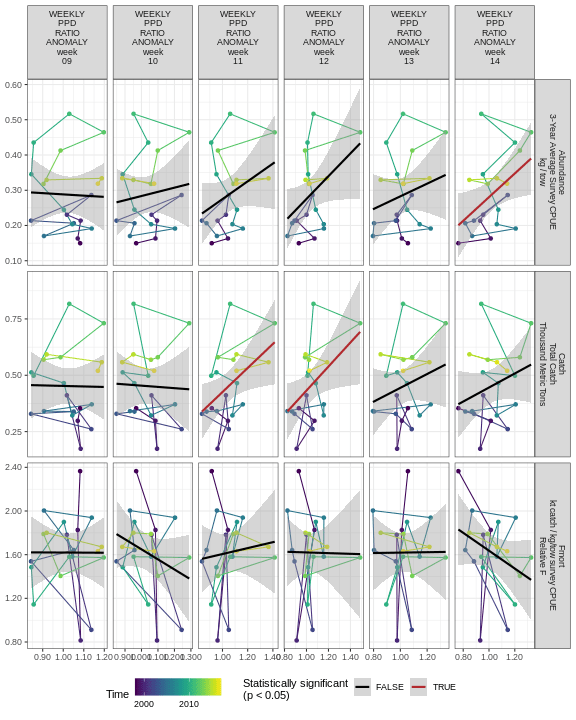 WEEKLY PPD RATIO ANOMALY week 09
WEEKLY PPD RATIO ANOMALY week 10
WEEKLY PPD RATIO ANOMALY week 11
WEEKLY PPD RATIO ANOMALY week 12
WEEKLY PPD RATIO ANOMALY week 13
WEEKLY PPD RATIO ANOMALY week 14
0.60
0.50
0.40
0.30
0.20
0.10
Abundance
3-Year Average Survey CPUE
kg / tow
0.75
0.50
0.25
Catch
Total Catch
Thousand Metric Tons
2.40
2.00
1.60
1.20
0.80
Fmort
kt catch / kg/tow survey CPUE
Relative F
0.90 1.00 1.10 1.20
0.90 1.00 1.10 1.20 1.30
1.00 1.20 1.40
0.80 1.00 1.20 1.40
0.80 1.00 1.20
0.80 1.00 1.20
Time
2000 2010
Statistically significant
(p < 0.05)
FALSE TRUE